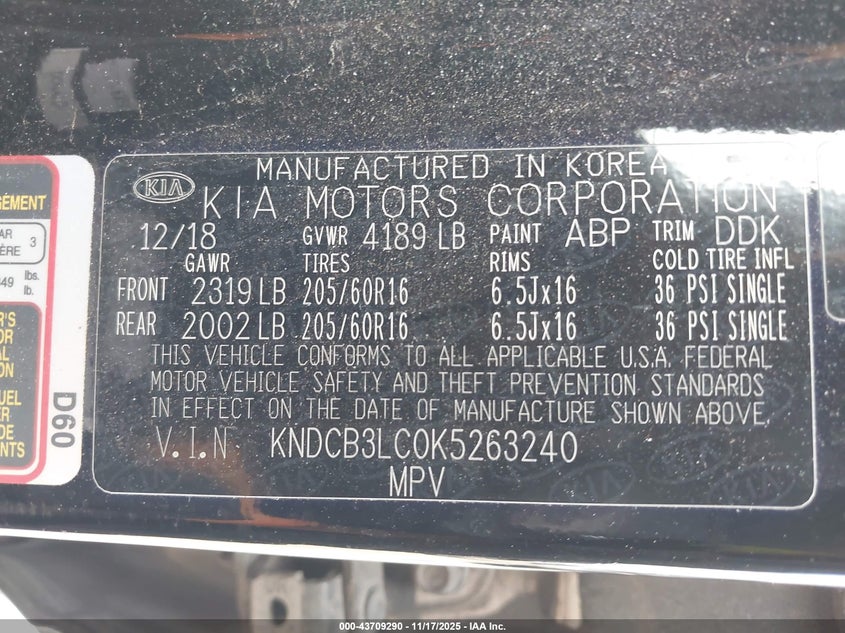 MANUFACTURED IN KOREA
KIA KIA MOTORS CORPORATION
12/18 GVWR 4189 LB PAINT ABP TRIM DDK
GAWR TIRES RIMS COLD TIRE INFL
FRONT 2319 LB 205/60R16 6.5Jx16 36 PSI SINGLE
REAR 2002 LB 205/60R16 6.5Jx16 36 PSI SINGLE
THIS VEHICLE CONFORMS TO ALL APPLICABLE U.S.A. FEDERAL
MOTOR VEHICLE SAFETY AND THEFT PREVENTION STANDARDS
IN EFFECT ON THE DATE OF MANUFACTURE SHOWN ABOVE.
V.I.N KNDCB3LC0K5263240
MPV
3
lbs.
lb.
D60
000-43709290 - 11/17/2025 - IAA Inc.